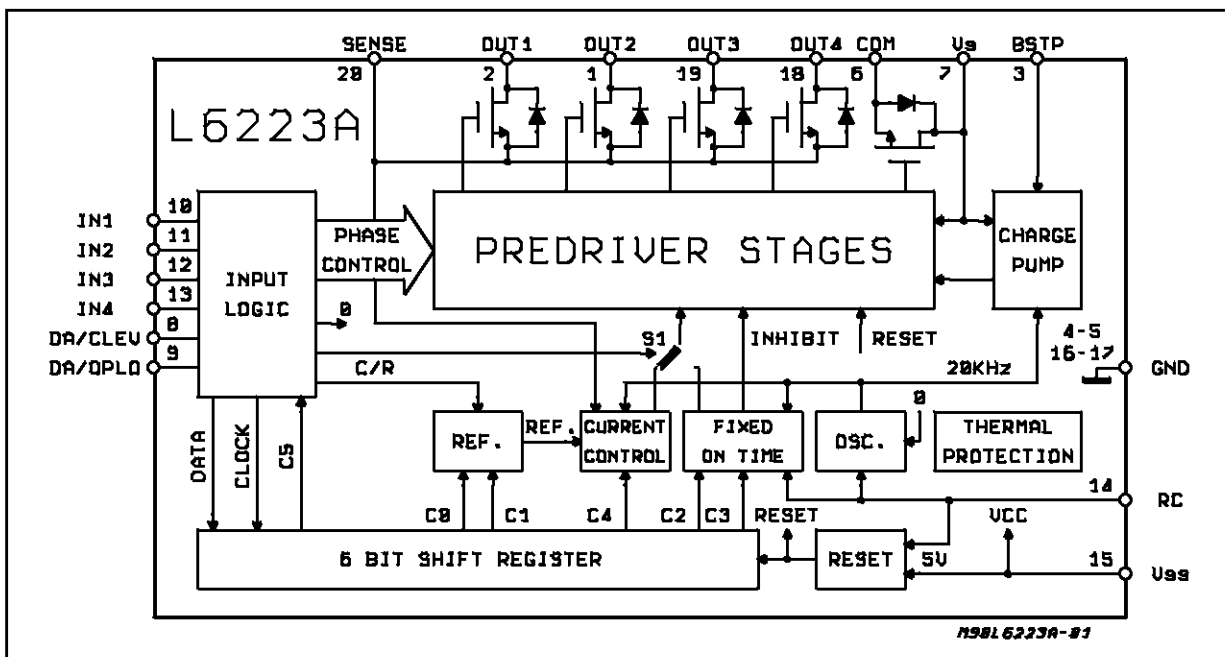 SENSE OUT1 OUT2 OUT3 OUT4 COM Vs BSTP
20 2 1 19 18 6 7 3
L6223A
IN1 10
IN2 11
IN3 12
IN4 13
DA/CLEV 8
DA/OPLO 9
INPUT
LOGIC
PHASE
CONTROL
PREDRIVER STAGES
CHARGE
PUMP
0
S1
INHIBIT
RESET
4-5
16-17
GND
C/R
20KHz
0
DATA
CLOCK
CS
REF.
REF.
CURRENT
CONTROL
FIXED
ON TIME
OSC.
THERMAL
PROTECTION
14 RC
C0 C1 C4 C2 C3
RESET
VCC
6 BIT SHIFT REGISTER
RESET
5V
15 Vss
M90L6223A-01